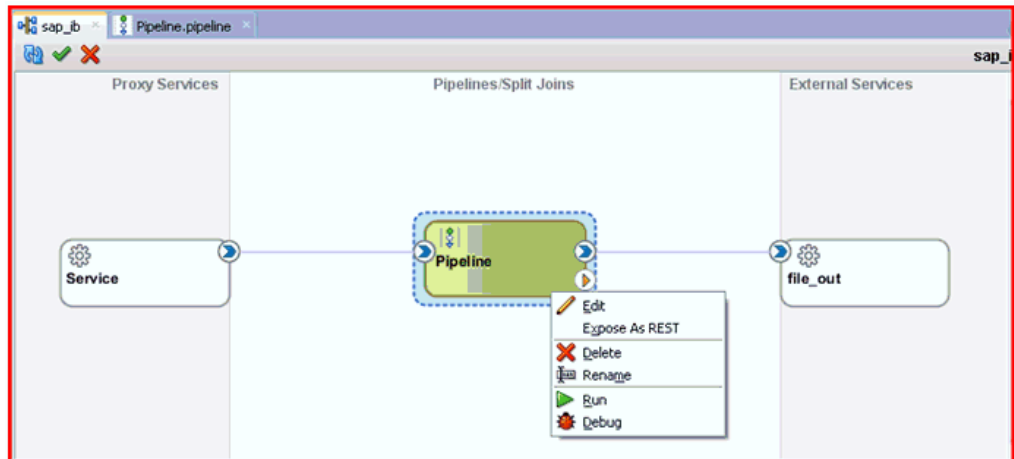 sap_ib
Pipeline.pipeline
sap_i
Proxy Services
Pipelines/Split Joins
External Services
Service
Pipeline
file_out
Edit
Expose As REST
Delete
Rename
Run
Debug